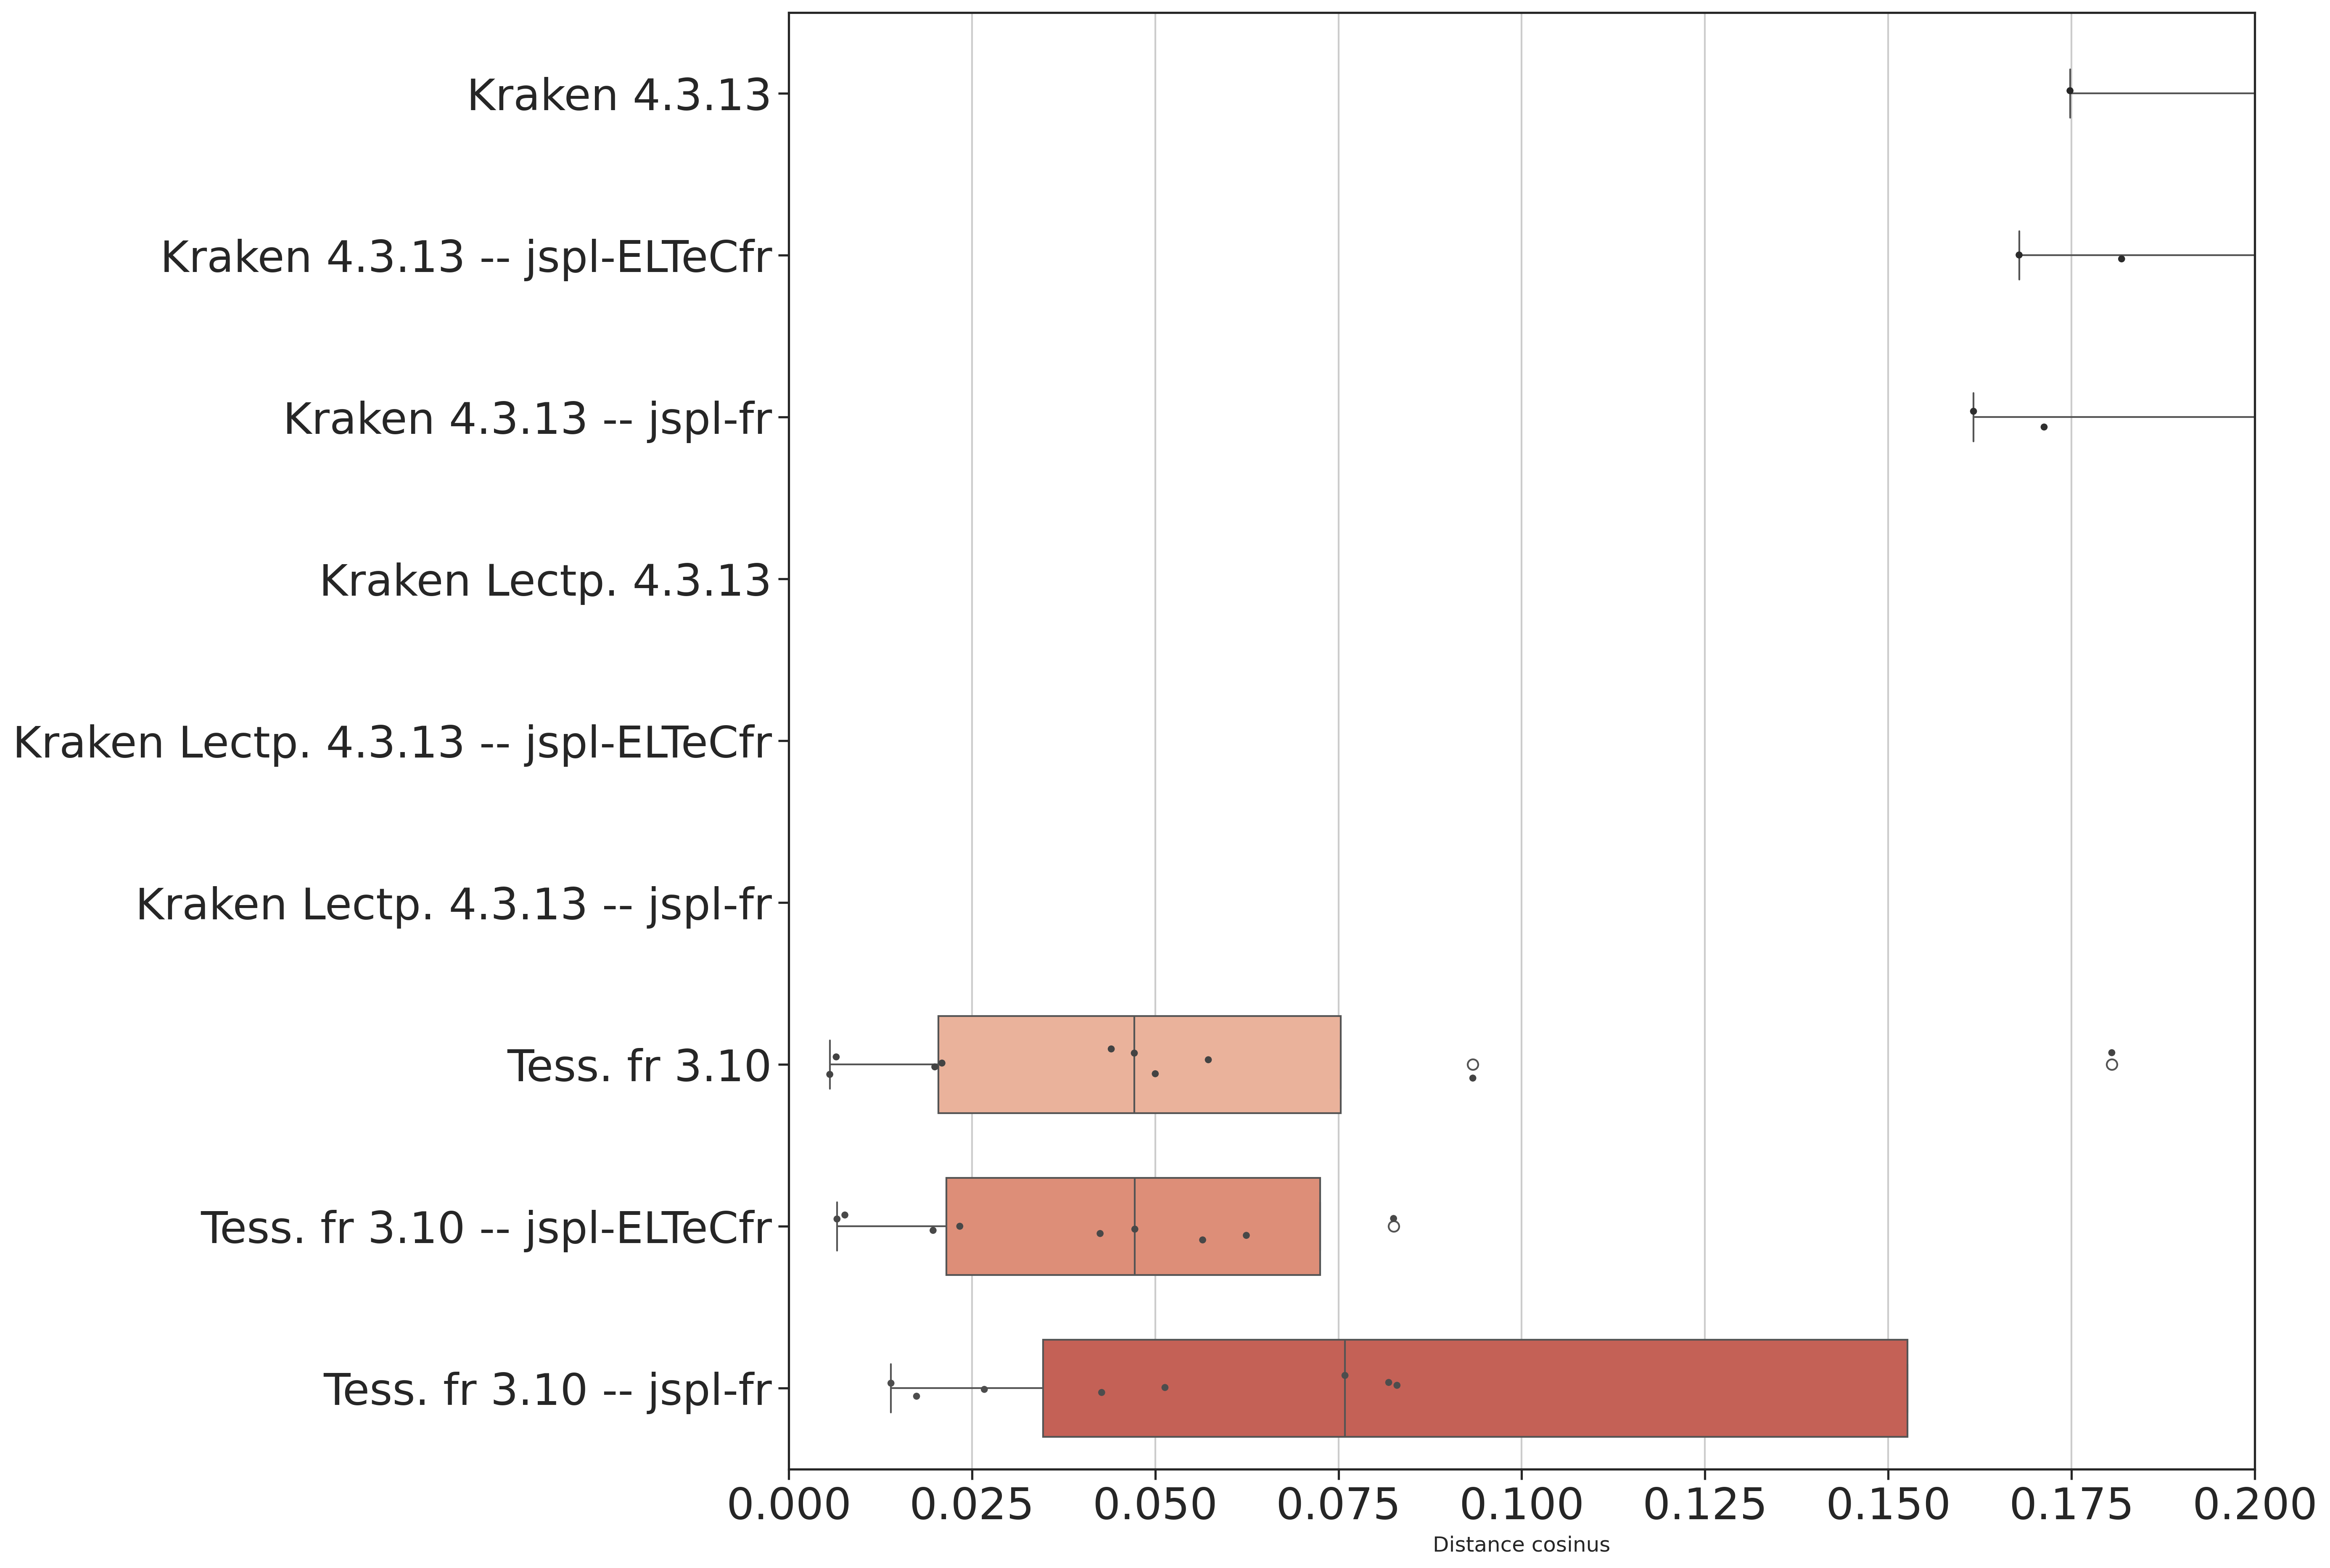 Kraken 4.3.13
Kraken 4.3.13 -- jspl-ELTeCfr
Kraken 4.3.13 -- jspl-fr
Kraken Lectp. 4.3.13
Kraken Lectp. 4.3.13 -- jspl-ELTeCfr
Kraken Lectp. 4.3.13 -- jspl-fr
Tess. fr 3.10
Tess. fr 3.10 -- jspl-ELTeCfr
Tess. fr 3.10 -- jspl-fr
0.000 0.025 0.050 0.075 0.100 0.125 0.150 0.175 0.200
Distance cosinus